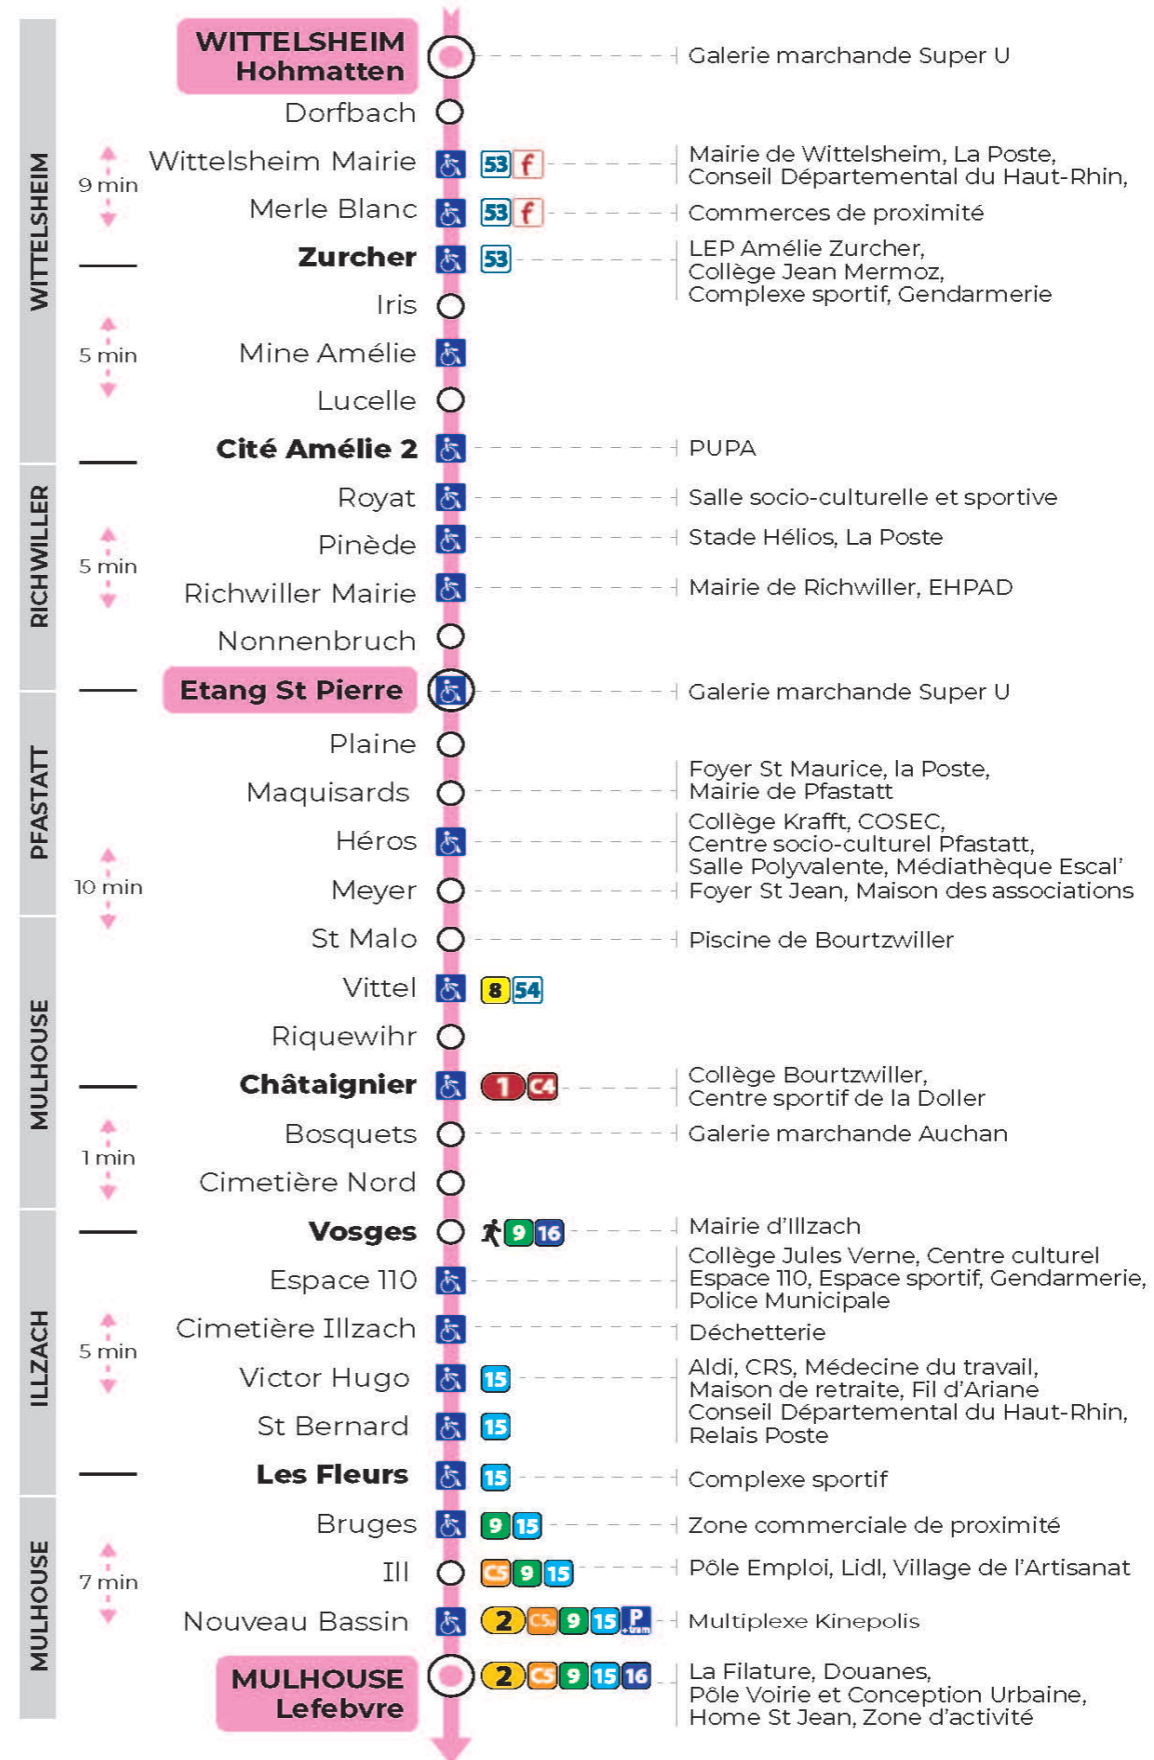 WITTELSHEIM
Hohmatten
Galerie marchande Super U
Dorfbach
Wittelsheim Mairie
53 f
Mairie de Wittelsheim, La Poste,
Conseil Départemental du Haut-Rhin,
Merle Blanc
53 f
Commerces de proximité
Zurcher
53
LEP Amélie Zurcher,
Collège Jean Mermoz,
Complexe sportif, Gendarmerie
Iris
Mine Amélie
Lucelle
Cité Amélie 2
PUPA
WITTELSHEIM
9 min
5 min
Royat
Salle socio-culturelle et sportive
Pinède
Stade Hélios, La Poste
Richwiller Mairie
Mairie de Richwiller, EHPAD
Nonnenbruch
RICHWILLER
5 min
Etang St Pierre
Galerie marchande Super U
Plaine
Maquisards
Foyer St Maurice, la Poste,
Mairie de Pfastatt
Héros
Collège Krafft, COSEC,
Centre socio-culturel Pfastatt,
Salle Polyvalente, Médiathèque Escal’
Meyer
Foyer St Jean, Maison des associations
PFASTATT
10 min
St Malo
Piscine de Bourtzwiller
Vittel
8 54
Riquewihr
Châtaignier
1 C4
Collège Bourtzwiller,
Centre sportif de la Doller
Bosquets
Galerie marchande Auchan
Cimetière Nord
MULHOUSE
1 min
Vosges
9 16
Mairie d’Illzach
Espace 110
Collège Jules Verne, Centre culturel
Espace 110, Espace sportif, Gendarmerie,
Police Municipale
Cimetière Illzach
Déchetterie
Victor Hugo
15
Aldi, CRS, Médecine du travail,
Maison de retraite, Fil d’Ariane
St Bernard
15
Conseil Départemental du Haut-Rhin,
Relais Poste
Les Fleurs
15
Complexe sportif
ILLZACH
5 min
Bruges
9 15
Zone commerciale de proximité
Ill
C5 9 15
Pôle Emploi, Lidl, Village de l’Artisanat
Nouveau Bassin
2 C5 9 15 P
+tram
Multiplexe Kinepolis
MULHOUSE
Lefebvre
2 C5 9 15 16
La Filature, Douanes,
Pôle Voirie et Conception Urbaine,
Home St Jean, Zone d’activité
MULHOUSE
7 min